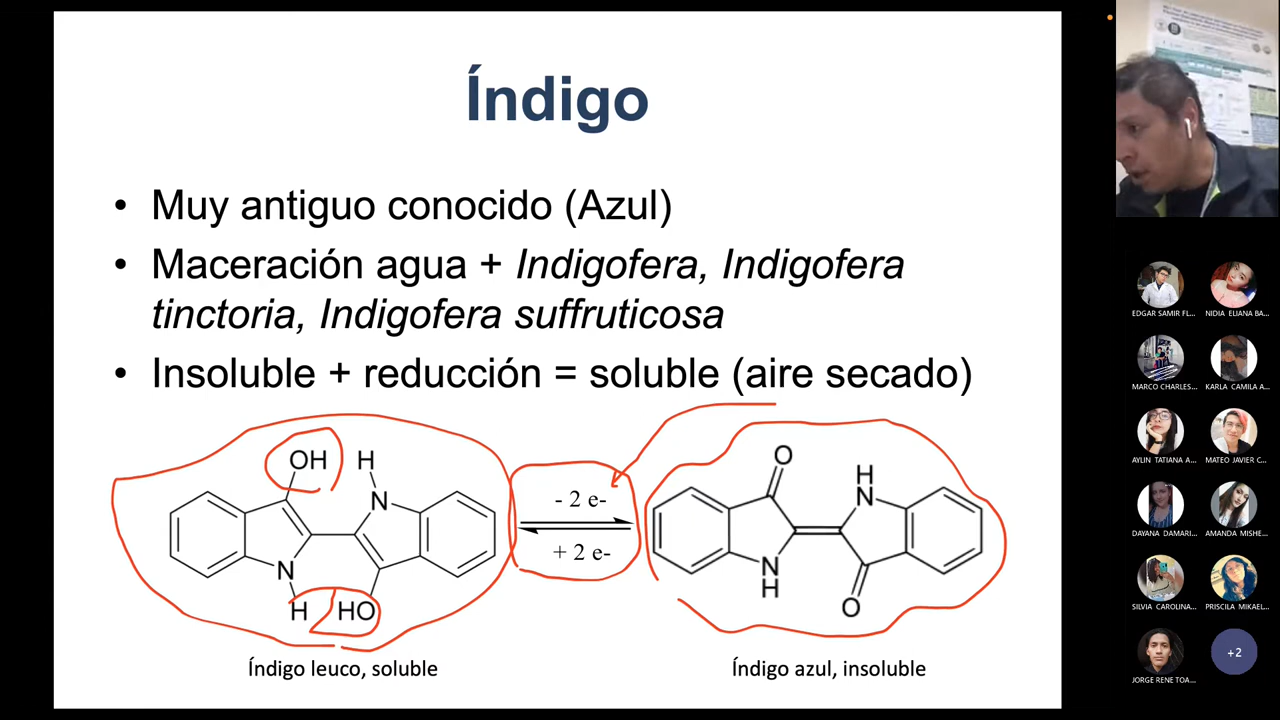 Índigo
• Muy antiguo conocido (Azul)
• Maceración agua + Indigofera, Indigofera
tinctoria, Indigofera suffruticosa
• Insoluble + reducción = soluble (aire secado)
OH H
N
N
H HO
- 2 e-
+ 2 e-
O
H
N
N
H
O
Índigo leuco, soluble
Índigo azul, insoluble
EDGAR SAMIR FL...
NIDIA ELIANA BA...
MARCO CHARLES...
KARLA CAMILA A...
AYLIN TATIANA A...
MATEO JAVIER C...
DAYANA DAMARI...
AMANDA MISHE...
SILVIA CAROLINA...
PRISCILA MIKAEL...
JORGE RENE TOA...
+2